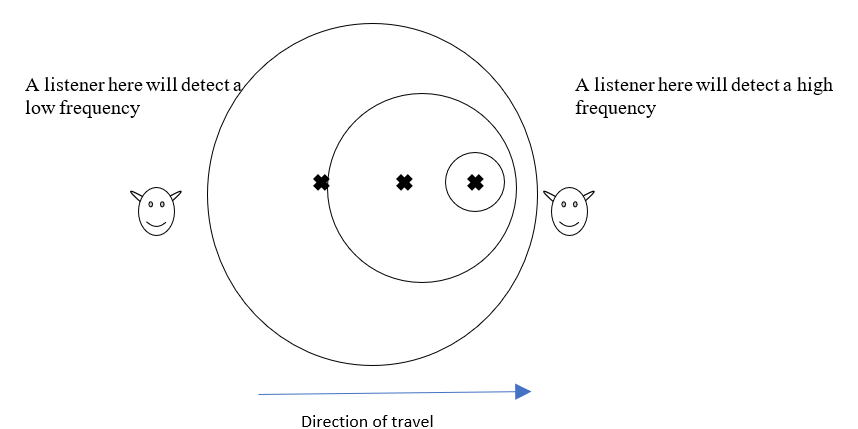 A listener here will detect a
low frequency
A listener here will detect a high
frequency
Direction of travel